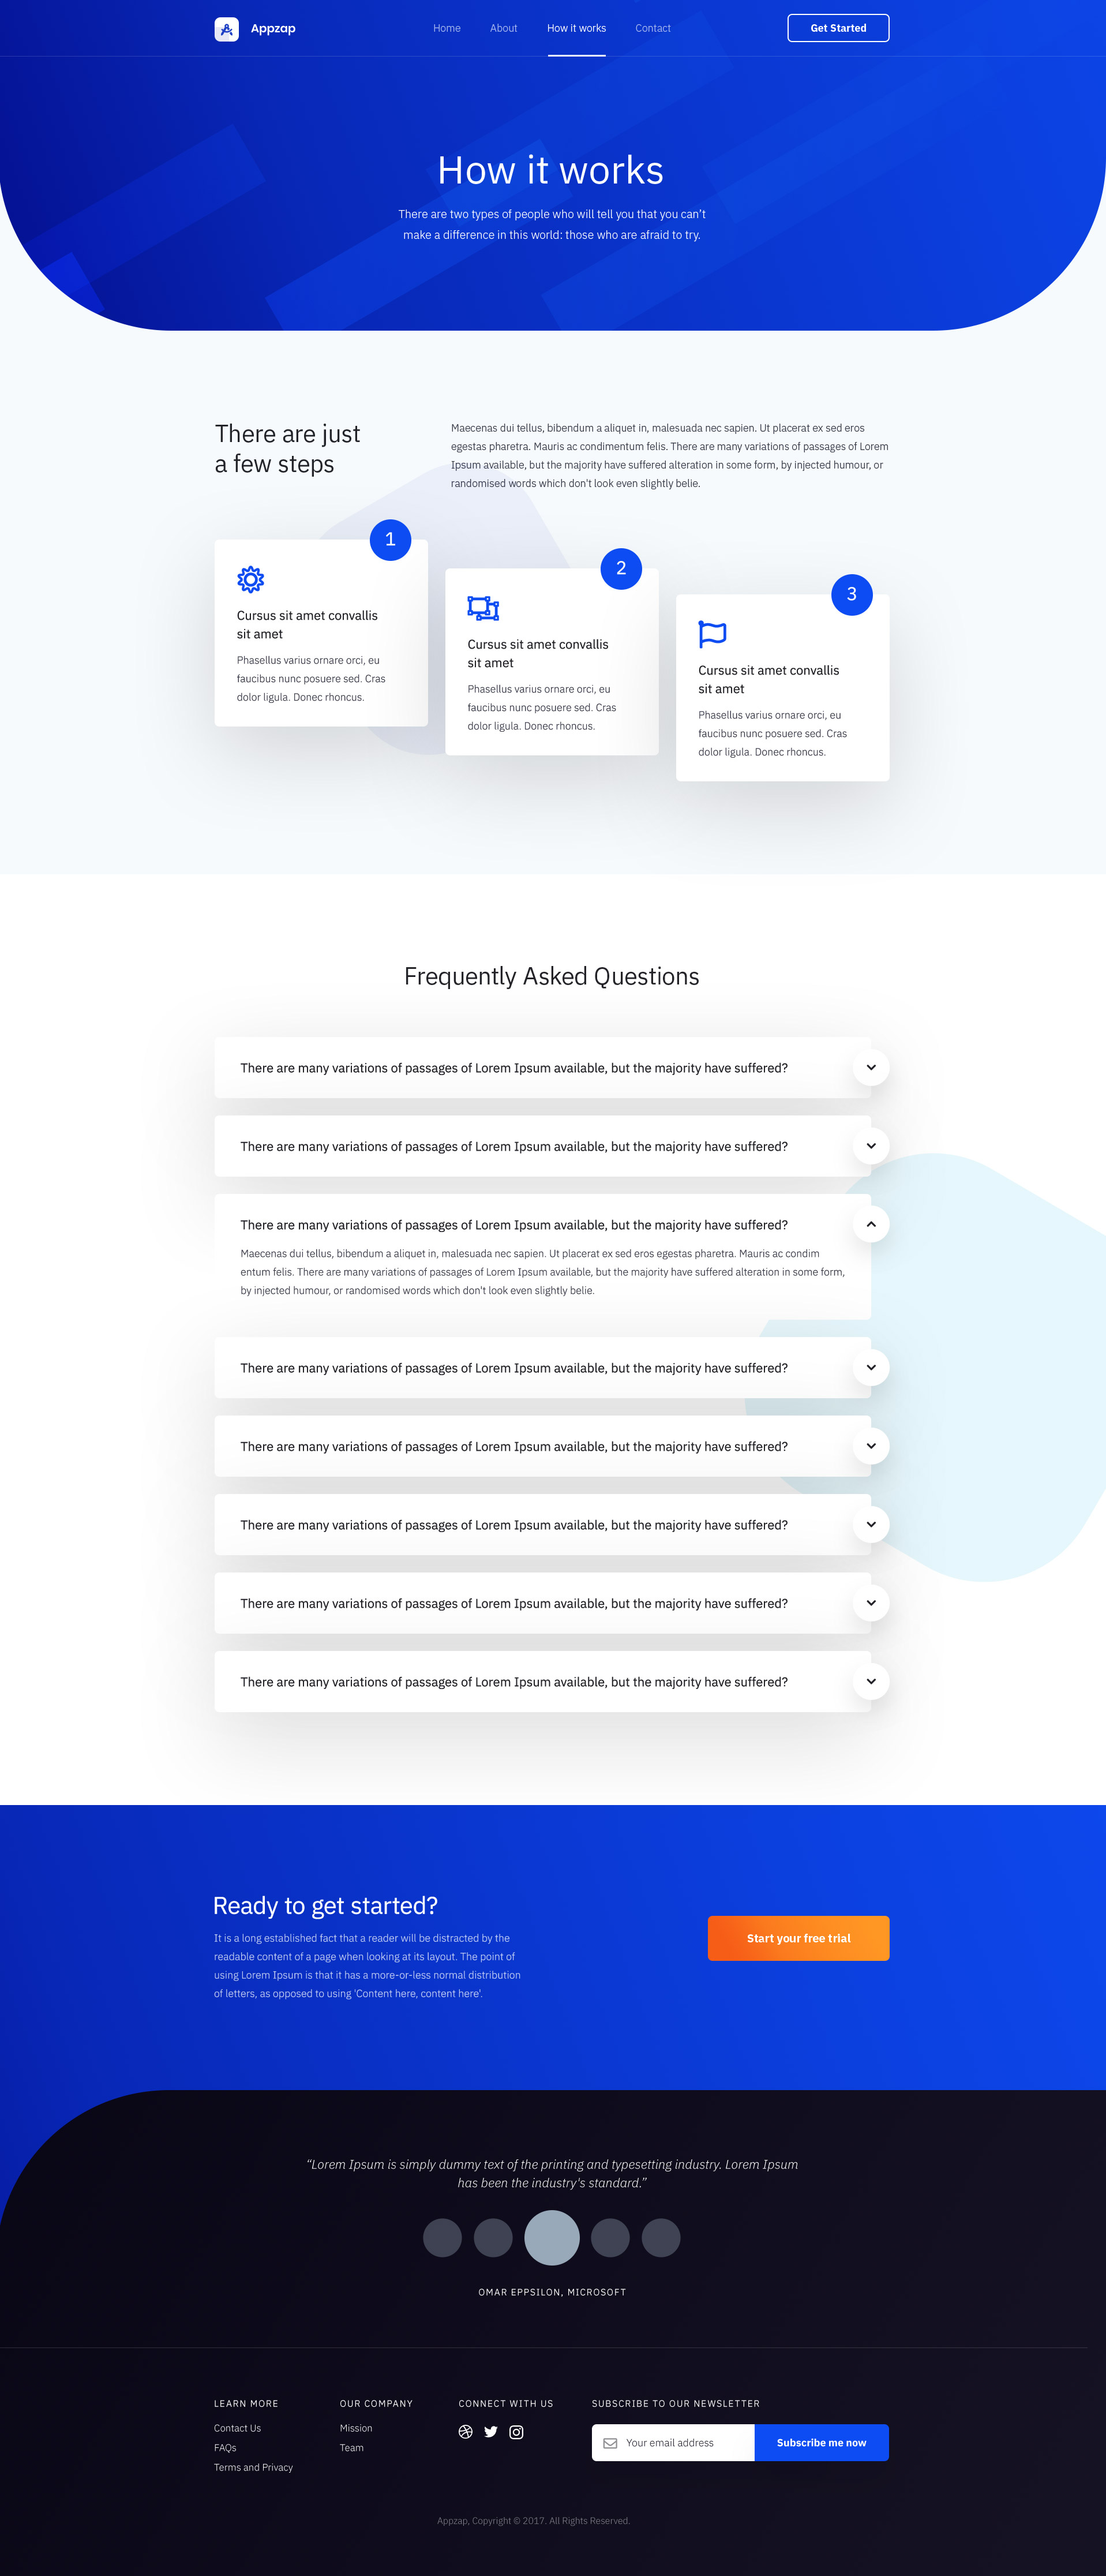 Appzap
Home
About
How it works
Contact
Get Started
How it works
There are two types of people who will tell you that you can't
make a difference in this world: those who are afraid to try.
There are just
a few steps
Maecenas dui tellus, bibendum a aliquet in, malesuada nec sapien. Ut placerat ex sed eros
egestas pharetra. Mauris ac condimentum felis. There are many variations of passages of Lorem
Ipsum available, but the majority have suffered alteration in some form, by injected humour, or
randomised words which don't look even slightly belie.
1
Cursus sit amet convallis
sit amet
Phasellus varius ornare orci, eu
faucibus nunc posuere sed. Cras
dolor ligula. Donec rhoncus.
2
Cursus sit amet convallis
sit amet
Phasellus varius ornare orci, eu
faucibus nunc posuere sed. Cras
dolor ligula. Donec rhoncus.
3
Cursus sit amet convallis
sit amet
Phasellus varius ornare orci, eu
faucibus nunc posuere sed. Cras
dolor ligula. Donec rhoncus.
Frequently Asked Questions
There are many variations of passages of Lorem Ipsum available, but the majority have suffered?
There are many variations of passages of Lorem Ipsum available, but the majority have suffered?
There are many variations of passages of Lorem Ipsum available, but the majority have suffered?
Maecenas dui tellus, bibendum a aliquet in, malesuada nec sapien. Ut placerat ex sed eros egestas pharetra. Mauris ac condim
entum felis. There are many variations of passages of Lorem Ipsum available, but the majority have suffered alteration in some form,
by injected humour, or randomised words which don't look even slightly belie.
There are many variations of passages of Lorem Ipsum available, but the majority have suffered?
There are many variations of passages of Lorem Ipsum available, but the majority have suffered?
There are many variations of passages of Lorem Ipsum available, but the majority have suffered?
There are many variations of passages of Lorem Ipsum available, but the majority have suffered?
There are many variations of passages of Lorem Ipsum available, but the majority have suffered?
Ready to get started?
It is a long established fact that a reader will be distracted by the
readable content of a page when looking at its layout. The point of
using Lorem Ipsum is that it has a more-or-less normal distribution
of letters, as opposed to using 'Content here, content here'.
Start your free trial
“Lorem Ipsum is simply dummy text of the printing and typesetting industry. Lorem Ipsum
has been the industry's standard.”
OMAR EPPSILON, MICROSOFT
LEARN MORE
Contact Us
FAQs
Terms and Privacy
OUR COMPANY
Mission
Team
CONNECT WITH US
SUBSCRIBE TO OUR NEWSLETTER
Your email address
Subscribe me now
Appzap, Copyright © 2017. All Rights Reserved.